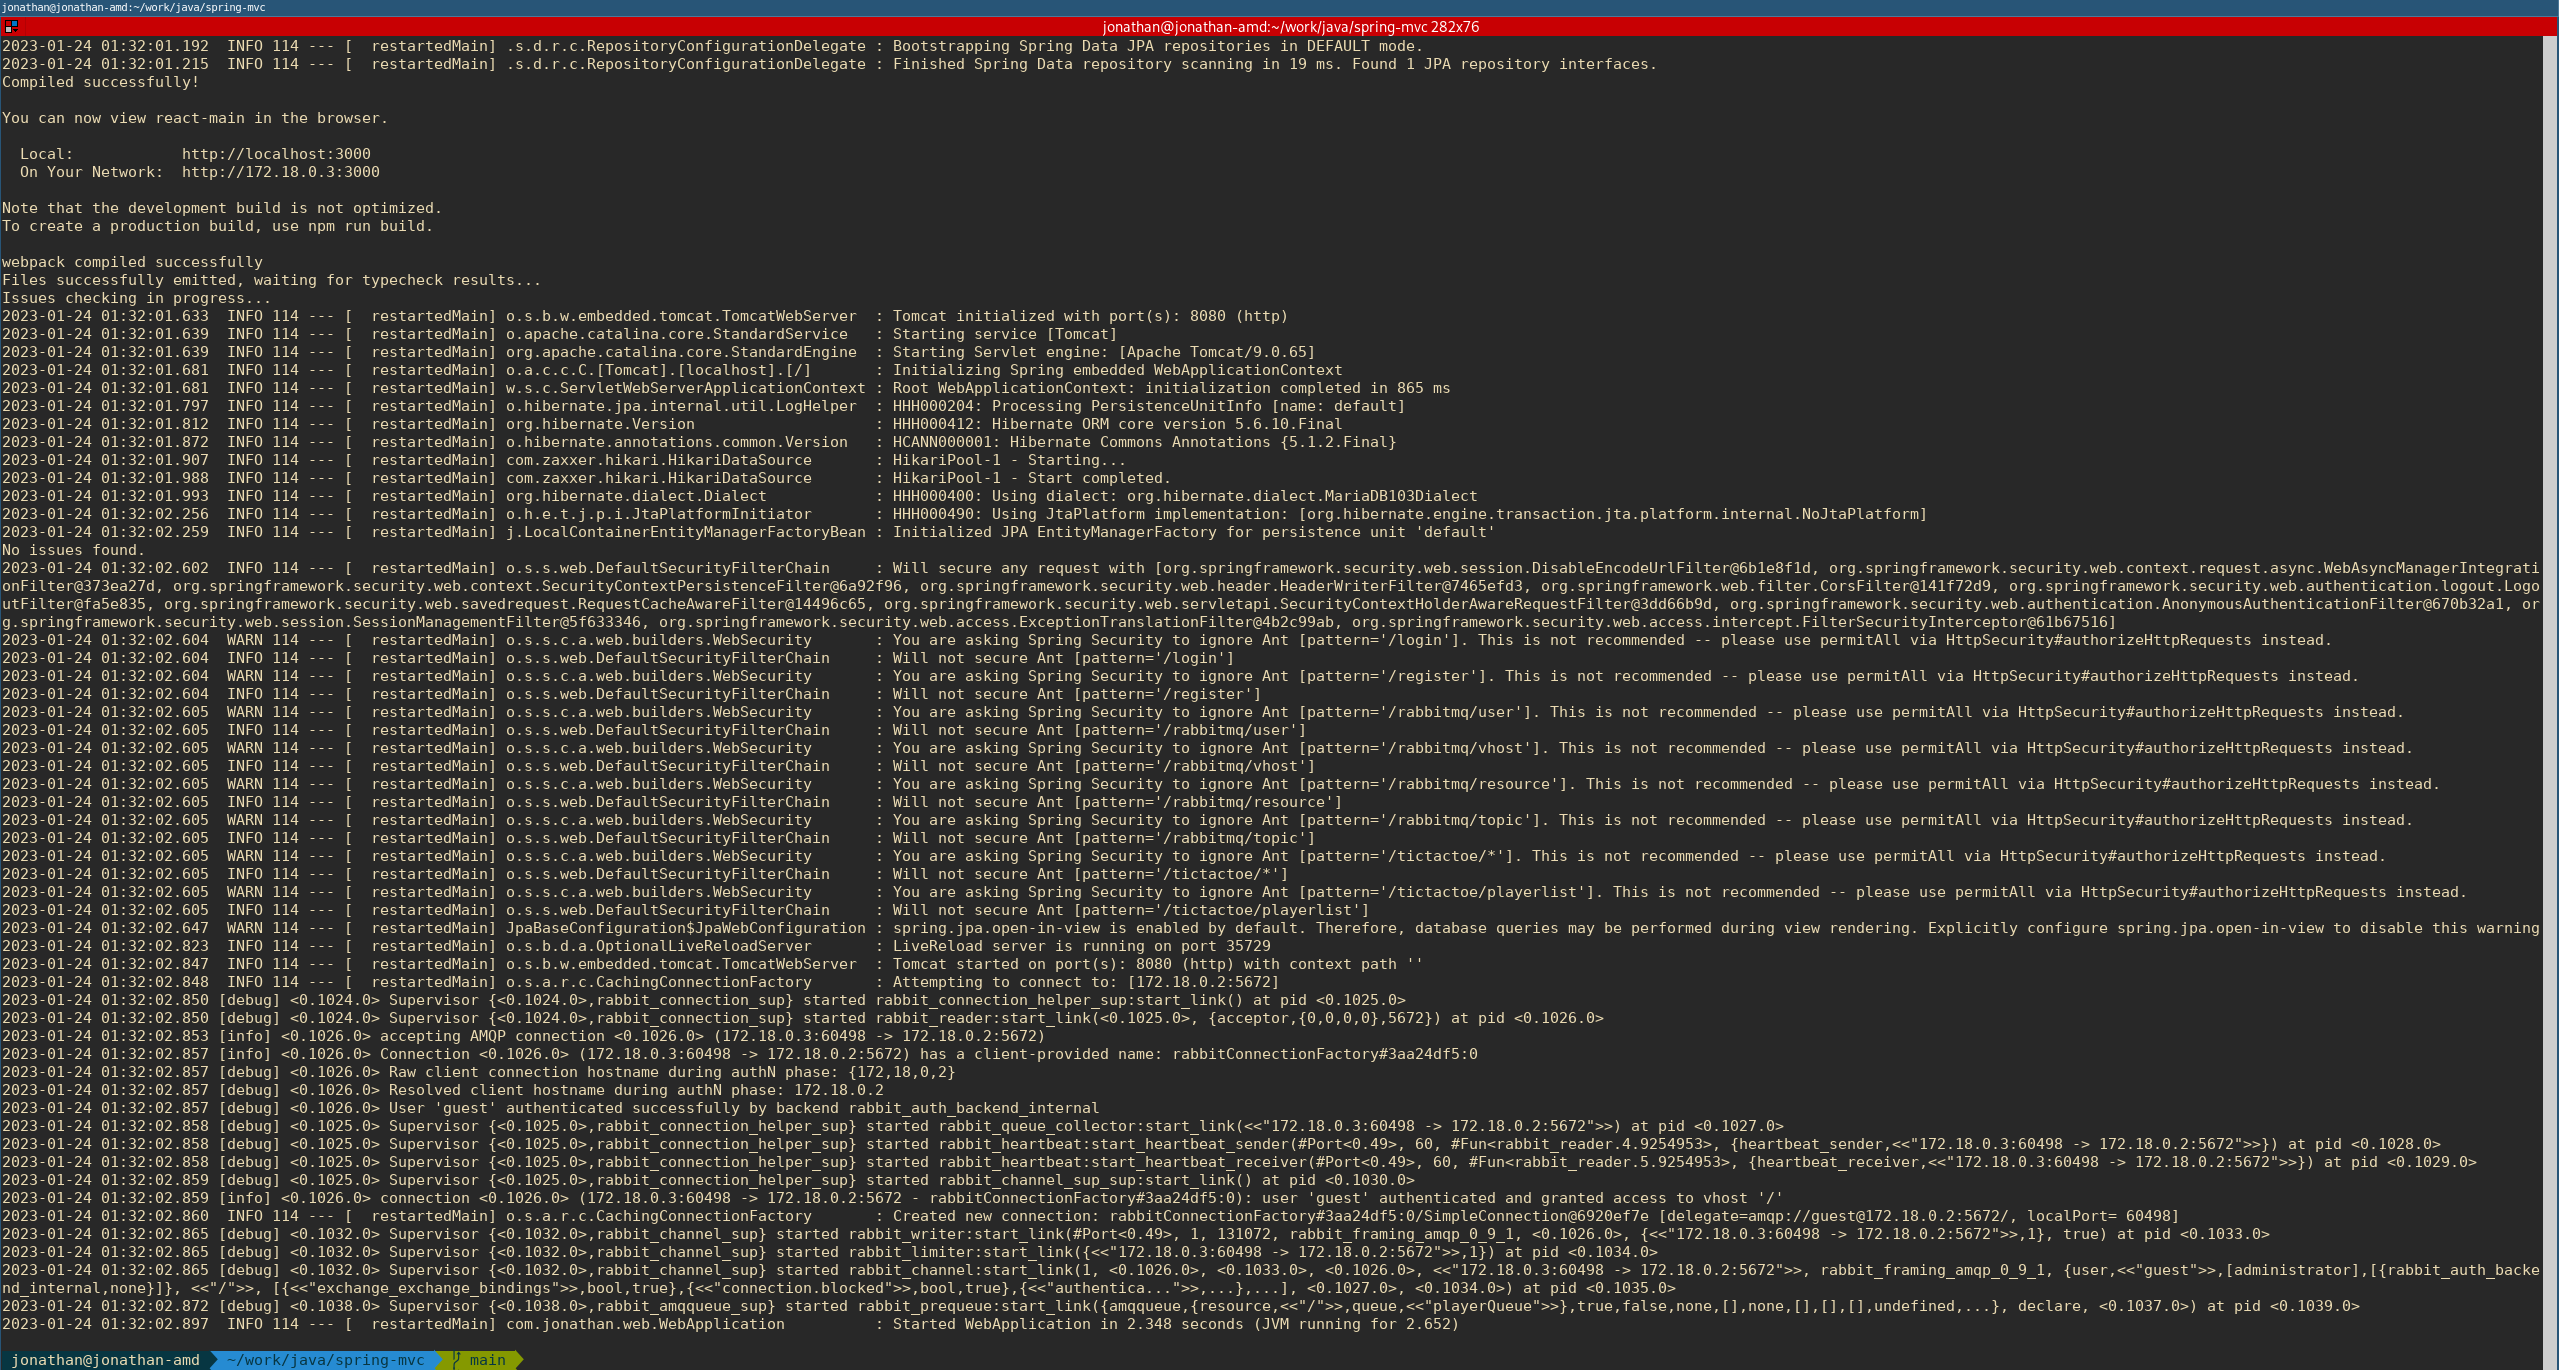 jonathan@jonathan-amd:~/work/java/spring-mvc
jonathan@jonathan-amd:~/work/java/spring-mvc 282x76
2023-01-24 01:32:01.192  INFO 114 --- [  restartedMain] .s.d.r.c.RepositoryConfigurationDelegate : Bootstrapping Spring Data JPA repositories in DEFAULT mode.
2023-01-24 01:32:01.215  INFO 114 --- [  restartedMain] .s.d.r.c.RepositoryConfigurationDelegate : Finished Spring Data repository scanning in 19 ms. Found 1 JPA repository interfaces.
Compiled successfully!
You can now view react-main in the browser.
  Local:            http://localhost:3000
  On Your Network:  http://172.18.0.3:3000
Note that the development build is not optimized.
To create a production build, use npm run build.
webpack compiled successfully
Files successfully emitted, waiting for typecheck results...
Issues checking in progress...
2023-01-24 01:32:01.633  INFO 114 --- [  restartedMain] o.s.b.w.embedded.tomcat.TomcatWebServer  : Tomcat initialized with port(s): 8080 (http)
2023-01-24 01:32:01.639  INFO 114 --- [  restartedMain] o.apache.catalina.core.StandardService   : Starting service [Tomcat]
2023-01-24 01:32:01.639  INFO 114 --- [  restartedMain] org.apache.catalina.core.StandardEngine  : Starting Servlet engine: [Apache Tomcat/9.0.65]
2023-01-24 01:32:01.681  INFO 114 --- [  restartedMain] o.a.c.c.C.[Tomcat].[localhost].[/]       : Initializing Spring embedded WebApplicationContext
2023-01-24 01:32:01.681  INFO 114 --- [  restartedMain] w.s.c.ServletWebServerApplicationContext : Root WebApplicationContext: initialization completed in 865 ms
2023-01-24 01:32:01.797  INFO 114 --- [  restartedMain] o.hibernate.jpa.internal.util.LogHelper  : HHH000204: Processing PersistenceUnitInfo [name: default]
2023-01-24 01:32:01.812  INFO 114 --- [  restartedMain] org.hibernate.Version                    : HHH000412: Hibernate ORM core version 5.6.10.Final
2023-01-24 01:32:01.872  INFO 114 --- [  restartedMain] o.hibernate.annotations.common.Version   : HCANN000001: Hibernate Commons Annotations {5.1.2.Final}
2023-01-24 01:32:01.907  INFO 114 --- [  restartedMain] com.zaxxer.hikari.HikariDataSource       : HikariPool-1 - Starting...
2023-01-24 01:32:01.988  INFO 114 --- [  restartedMain] com.zaxxer.hikari.HikariDataSource       : HikariPool-1 - Start completed.
2023-01-24 01:32:01.993  INFO 114 --- [  restartedMain] org.hibernate.dialect.Dialect            : HHH000400: Using dialect: org.hibernate.dialect.MariaDB103Dialect
2023-01-24 01:32:02.256  INFO 114 --- [  restartedMain] o.h.e.t.j.p.i.JtaPlatformInitiator       : HHH000490: Using JtaPlatform implementation: [org.hibernate.engine.transaction.jta.platform.internal.NoJtaPlatform]
2023-01-24 01:32:02.259  INFO 114 --- [  restartedMain] j.LocalContainerEntityManagerFactoryBean : Initialized JPA EntityManagerFactory for persistence unit 'default'
No issues found.
2023-01-24 01:32:02.602  INFO 114 --- [  restartedMain] o.s.s.web.DefaultSecurityFilterChain     : Will secure any request with [org.springframework.security.web.session.DisableEncodeUrlFilter@6b1e8f1d, org.springframework.security.web.context.request.async.WebAsyncManagerIntegrati
onFilter@373ea27d, org.springframework.security.web.context.SecurityContextPersistenceFilter@6a92f96, org.springframework.security.web.header.HeaderWriterFilter@7465efd3, org.springframework.web.filter.CorsFilter@141f72d9, org.springframework.security.web.authentication.logout.Logo
utFilter@fa5e835, org.springframework.security.web.savedrequest.RequestCacheAwareFilter@14496c65, org.springframework.security.web.servletapi.SecurityContextHolderAwareRequestFilter@3dd66b9d, org.springframework.security.web.authentication.AnonymousAuthenticationFilter@670b32a1, or
g.springframework.security.web.session.SessionManagementFilter@5f633346, org.springframework.security.web.access.ExceptionTranslationFilter@4b2c99ab, org.springframework.security.web.access.intercept.FilterSecurityInterceptor@61b67516]
2023-01-24 01:32:02.604  WARN 114 --- [  restartedMain] o.s.s.c.a.web.builders.WebSecurity       : You are asking Spring Security to ignore Ant [pattern='/login']. This is not recommended -- please use permitAll via HttpSecurity#authorizeHttpRequests instead.
2023-01-24 01:32:02.604  INFO 114 --- [  restartedMain] o.s.s.web.DefaultSecurityFilterChain     : Will not secure Ant [pattern='/login']
2023-01-24 01:32:02.604  WARN 114 --- [  restartedMain] o.s.s.c.a.web.builders.WebSecurity       : You are asking Spring Security to ignore Ant [pattern='/register']. This is not recommended -- please use permitAll via HttpSecurity#authorizeHttpRequests instead.
2023-01-24 01:32:02.604  INFO 114 --- [  restartedMain] o.s.s.web.DefaultSecurityFilterChain     : Will not secure Ant [pattern='/register']
2023-01-24 01:32:02.605  WARN 114 --- [  restartedMain] o.s.s.c.a.web.builders.WebSecurity       : You are asking Spring Security to ignore Ant [pattern='/rabbitmq/user']. This is not recommended -- please use permitAll via HttpSecurity#authorizeHttpRequests instead.
2023-01-24 01:32:02.605  INFO 114 --- [  restartedMain] o.s.s.web.DefaultSecurityFilterChain     : Will not secure Ant [pattern='/rabbitmq/user']
2023-01-24 01:32:02.605  WARN 114 --- [  restartedMain] o.s.s.c.a.web.builders.WebSecurity       : You are asking Spring Security to ignore Ant [pattern='/rabbitmq/vhost']. This is not recommended -- please use permitAll via HttpSecurity#authorizeHttpRequests instead.
2023-01-24 01:32:02.605  INFO 114 --- [  restartedMain] o.s.s.web.DefaultSecurityFilterChain     : Will not secure Ant [pattern='/rabbitmq/vhost']
2023-01-24 01:32:02.605  WARN 114 --- [  restartedMain] o.s.s.c.a.web.builders.WebSecurity       : You are asking Spring Security to ignore Ant [pattern='/rabbitmq/resource']. This is not recommended -- please use permitAll via HttpSecurity#authorizeHttpRequests instead.
2023-01-24 01:32:02.605  INFO 114 --- [  restartedMain] o.s.s.web.DefaultSecurityFilterChain     : Will not secure Ant [pattern='/rabbitmq/resource']
2023-01-24 01:32:02.605  WARN 114 --- [  restartedMain] o.s.s.c.a.web.builders.WebSecurity       : You are asking Spring Security to ignore Ant [pattern='/rabbitmq/topic']. This is not recommended -- please use permitAll via HttpSecurity#authorizeHttpRequests instead.
2023-01-24 01:32:02.605  INFO 114 --- [  restartedMain] o.s.s.web.DefaultSecurityFilterChain     : Will not secure Ant [pattern='/rabbitmq/topic']
2023-01-24 01:32:02.605  WARN 114 --- [  restartedMain] o.s.s.c.a.web.builders.WebSecurity       : You are asking Spring Security to ignore Ant [pattern='/tictactoe/*']. This is not recommended -- please use permitAll via HttpSecurity#authorizeHttpRequests instead.
2023-01-24 01:32:02.605  INFO 114 --- [  restartedMain] o.s.s.web.DefaultSecurityFilterChain     : Will not secure Ant [pattern='/tictactoe/*']
2023-01-24 01:32:02.605  WARN 114 --- [  restartedMain] o.s.s.c.a.web.builders.WebSecurity       : You are asking Spring Security to ignore Ant [pattern='/tictactoe/playerlist']. This is not recommended -- please use permitAll via HttpSecurity#authorizeHttpRequests instead.
2023-01-24 01:32:02.605  INFO 114 --- [  restartedMain] o.s.s.web.DefaultSecurityFilterChain     : Will not secure Ant [pattern='/tictactoe/playerlist']
2023-01-24 01:32:02.647  WARN 114 --- [  restartedMain] JpaBaseConfiguration$JpaWebConfiguration : spring.jpa.open-in-view is enabled by default. Therefore, database queries may be performed during view rendering. Explicitly configure spring.jpa.open-in-view to disable this warning
2023-01-24 01:32:02.823  INFO 114 --- [  restartedMain] o.s.b.d.a.OptionalLiveReloadServer       : LiveReload server is running on port 35729
2023-01-24 01:32:02.847  INFO 114 --- [  restartedMain] o.s.b.w.embedded.tomcat.TomcatWebServer  : Tomcat started on port(s): 8080 (http) with context path ''
2023-01-24 01:32:02.848  INFO 114 --- [  restartedMain] o.s.a.r.c.CachingConnectionFactory       : Attempting to connect to: [172.18.0.2:5672]
2023-01-24 01:32:02.850 [debug] <0.1024.0> Supervisor {<0.1024.0>,rabbit_connection_sup} started rabbit_connection_helper_sup:start_link() at pid <0.1025.0>
2023-01-24 01:32:02.850 [debug] <0.1024.0> Supervisor {<0.1024.0>,rabbit_connection_sup} started rabbit_reader:start_link(<0.1025.0>, {acceptor,{0,0,0,0},5672}) at pid <0.1026.0>
2023-01-24 01:32:02.853 [info] <0.1026.0> accepting AMQP connection <0.1026.0> (172.18.0.3:60498 -> 172.18.0.2:5672)
2023-01-24 01:32:02.857 [info] <0.1026.0> Connection <0.1026.0> (172.18.0.3:60498 -> 172.18.0.2:5672) has a client-provided name: rabbitConnectionFactory#3aa24df5:0
2023-01-24 01:32:02.857 [debug] <0.1026.0> Raw client connection hostname during authN phase: {172,18,0,2}
2023-01-24 01:32:02.857 [debug] <0.1026.0> Resolved client hostname during authN phase: 172.18.0.2
2023-01-24 01:32:02.857 [debug] <0.1026.0> User 'guest' authenticated successfully by backend rabbit_auth_backend_internal
2023-01-24 01:32:02.858 [debug] <0.1025.0> Supervisor {<0.1025.0>,rabbit_connection_helper_sup} started rabbit_queue_collector:start_link(<<"172.18.0.3:60498 -> 172.18.0.2:5672">>) at pid <0.1027.0>
2023-01-24 01:32:02.858 [debug] <0.1025.0> Supervisor {<0.1025.0>,rabbit_connection_helper_sup} started rabbit_heartbeat:start_heartbeat_sender(#Port<0.49>, 60, #Fun<rabbit_reader.4.9254953>, {heartbeat_sender,<<"172.18.0.3:60498 -> 172.18.0.2:5672">>}) at pid <0.1028.0>
2023-01-24 01:32:02.858 [debug] <0.1025.0> Supervisor {<0.1025.0>,rabbit_connection_helper_sup} started rabbit_heartbeat:start_heartbeat_receiver(#Port<0.49>, 60, #Fun<rabbit_reader.5.9254953>, {heartbeat_receiver,<<"172.18.0.3:60498 -> 172.18.0.2:5672">>}) at pid <0.1029.0>
2023-01-24 01:32:02.859 [debug] <0.1025.0> Supervisor {<0.1025.0>,rabbit_connection_helper_sup} started rabbit_channel_sup_sup:start_link() at pid <0.1030.0>
2023-01-24 01:32:02.859 [info] <0.1026.0> connection <0.1026.0> (172.18.0.3:60498 -> 172.18.0.2:5672 - rabbitConnectionFactory#3aa24df5:0): user 'guest' authenticated and granted access to vhost '/'
2023-01-24 01:32:02.860  INFO 114 --- [  restartedMain] o.s.a.r.c.CachingConnectionFactory       : Created new connection: rabbitConnectionFactory#3aa24df5:0/SimpleConnection@6920ef7e [delegate=amqp://guest@172.18.0.2:5672/, localPort= 60498]
2023-01-24 01:32:02.865 [debug] <0.1032.0> Supervisor {<0.1032.0>,rabbit_channel_sup} started rabbit_writer:start_link(#Port<0.49>, 1, 131072, rabbit_framing_amqp_0_9_1, <0.1026.0>, {<<"172.18.0.3:60498 -> 172.18.0.2:5672">>,1}, true) at pid <0.1033.0>
2023-01-24 01:32:02.865 [debug] <0.1032.0> Supervisor {<0.1032.0>,rabbit_channel_sup} started rabbit_limiter:start_link({<<"172.18.0.3:60498 -> 172.18.0.2:5672">>,1}) at pid <0.1034.0>
2023-01-24 01:32:02.865 [debug] <0.1032.0> Supervisor {<0.1032.0>,rabbit_channel_sup} started rabbit_channel:start_link(1, <0.1026.0>, <0.1033.0>, <0.1026.0>, <<"172.18.0.3:60498 -> 172.18.0.2:5672">>, rabbit_framing_amqp_0_9_1, {user,<<"guest">>,[administrator],[{rabbit_auth_backe
nd_internal,none}]}, <<"/">>, [{<<"exchange_exchange_bindings">>,bool,true},{<<"connection.blocked">>,bool,true},{<<"authentica...">>,...},...], <0.1027.0>, <0.1034.0>) at pid <0.1035.0>
2023-01-24 01:32:02.872 [debug] <0.1038.0> Supervisor {<0.1038.0>,rabbit_amqqueue_sup} started rabbit_prequeue:start_link({amqqueue,{resource,<<"/">>,queue,<<"playerQueue">>},true,false,none,[],none,[],[],[],undefined,...}, declare, <0.1037.0>) at pid <0.1039.0>
2023-01-24 01:32:02.897  INFO 114 --- [  restartedMain] com.jonathan.web.WebApplication          : Started WebApplication in 2.348 seconds (JVM running for 2.652)
jonathan@jonathan-amd  ~/work/java/spring-mvc  main